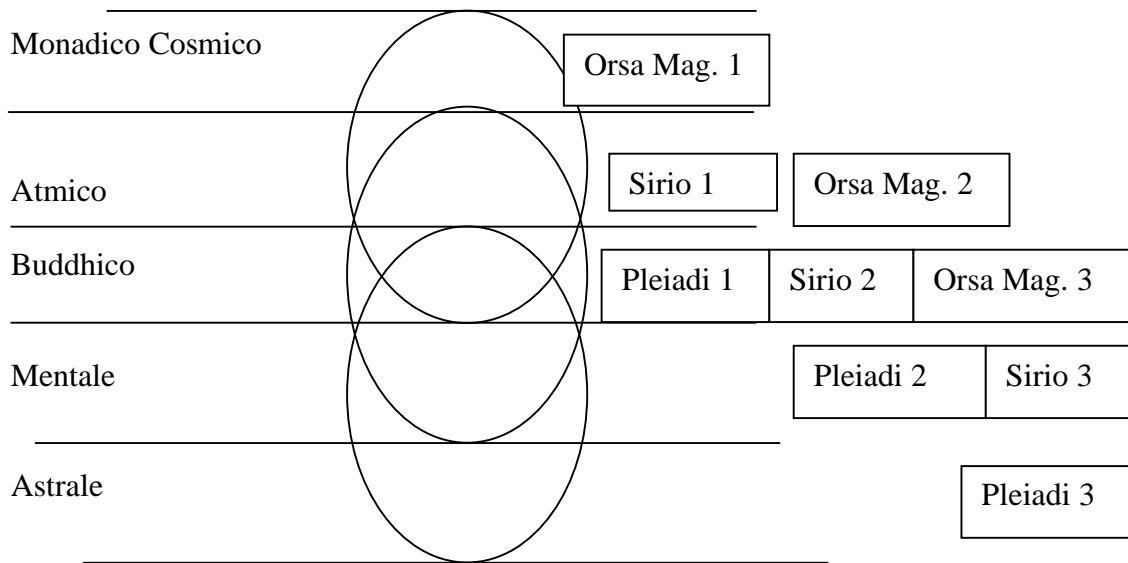 Monadico Cosmico
Orsa Mag. 1
Atmico
Sirio 1
Orsa Mag. 2
Buddhico
Pleiadi 1
Sirio 2
Orsa Mag. 3
Mentale
Pleiadi 2
Sirio 3
Astrale
Pleiadi 3